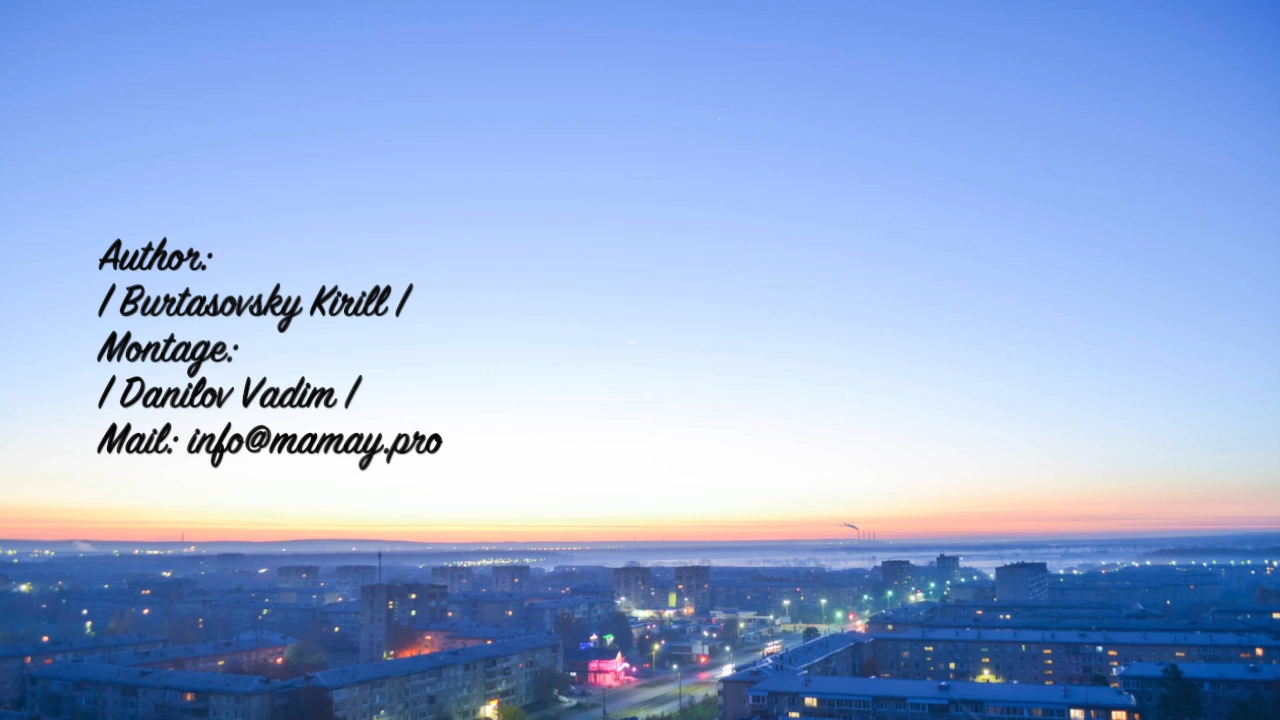 Author:
/ Burtasovsky Kirill /
Montage:
/ Danilov Vadim /
Mail: info@mamay.pro